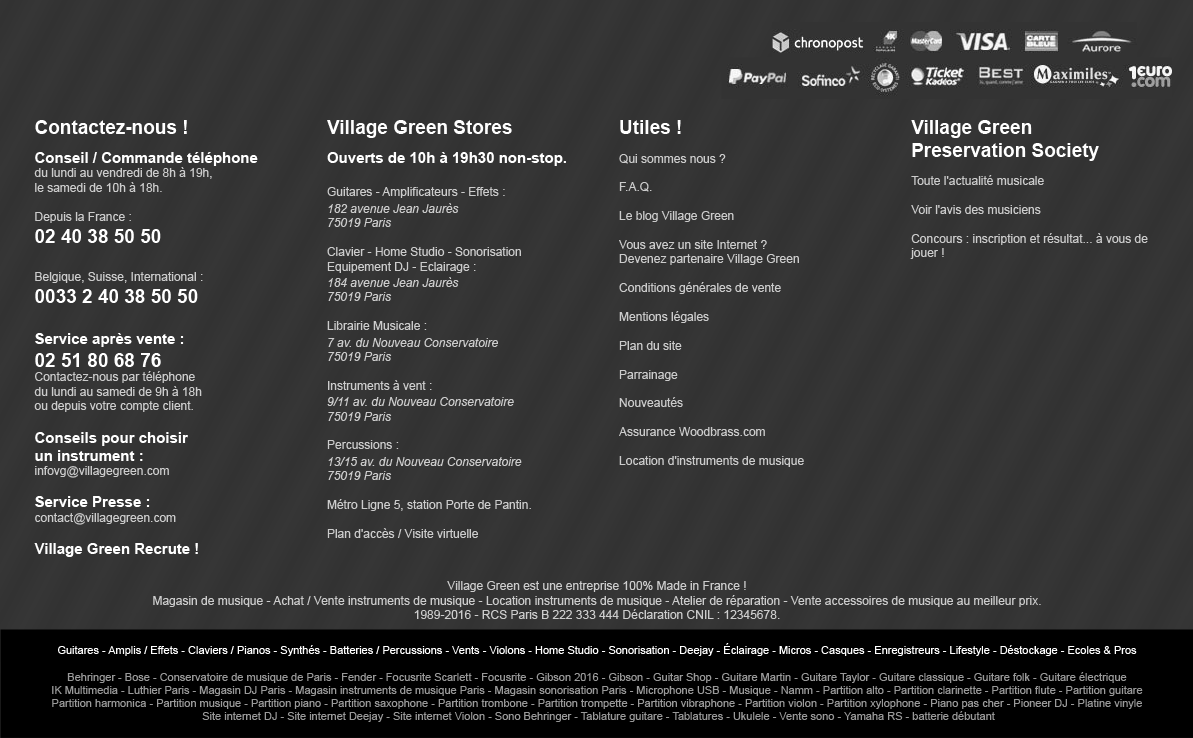 chronopost MasterCard VISA CARTE BLEUE Aurore
PayPal Sofinco Ticket Kadéos BEST Maximiles 1euro.com
Contactez-nous !
Conseil / Commande téléphone
du lundi au vendredi de 8h à 19h,
le samedi de 10h à 18h.
Depuis la France :
02 40 38 50 50
Belgique, Suisse, International :
0033 2 40 38 50 50
Service après vente :
02 51 80 68 76
Contactez-nous par téléphone
du lundi au samedi de 9h à 18h
ou depuis votre compte client.
Conseils pour choisir
un instrument :
infovg@villagegreen.com
Service Presse :
contact@villagegreen.com
Village Green Recrute !
Village Green Stores
Ouverts de 10h à 19h30 non-stop.
Guitares - Amplificateurs - Effets :
182 avenue Jean Jaurès
75019 Paris
Clavier - Home Studio - Sonorisation
Equipement DJ - Eclairage :
184 avenue Jean Jaurès
75019 Paris
Librairie Musicale :
7 av. du Nouveau Conservatoire
75019 Paris
Instruments à vent :
9/11 av. du Nouveau Conservatoire
75019 Paris
Percussions :
13/15 av. du Nouveau Conservatoire
75019 Paris
Métro Ligne 5, station Porte de Pantin.
Plan d'accès / Visite virtuelle
Utiles !
Qui sommes nous ?
F.A.Q.
Le blog Village Green
Vous avez un site Internet ?
Devenez partenaire Village Green
Conditions générales de vente
Mentions légales
Plan du site
Parrainage
Nouveautés
Assurance Woodbrass.com
Location d'instruments de musique
Village Green
Preservation Society
Toute l'actualité musicale
Voir l'avis des musiciens
Concours : inscription et résultat... à vous de
jouer !
Village Green est une entreprise 100% Made in France !
Magasin de musique - Achat / Vente instruments de musique - Location instruments de musique - Atelier de réparation - Vente accessoires de musique au meilleur prix.
1989-2016 - RCS Paris B 222 333 444 Déclaration CNIL : 12345678.
Guitares - Amplis / Effets - Claviers / Pianos - Synthés - Batteries / Percussions - Vents - Violons - Home Studio - Sonorisation - Deejay - Éclairage - Micros - Casques - Enregistreurs - Lifestyle - Déstockage - Ecoles & Pros
Behringer - Bose - Conservatoire de musique de Paris - Fender - Focusrite Scarlett - Focusrite - Gibson 2016 - Gibson - Guitar Shop - Guitare Martin - Guitare Taylor - Guitare classique - Guitare folk - Guitare électrique
IK Multimedia - Luthier Paris - Magasin DJ Paris - Magasin instruments de musique Paris - Magasin sonorisation Paris - Microphone USB - Musique - Namm - Partition alto - Partition clarinette - Partition flute - Partition guitare
Partition harmonica - Partition musique - Partition piano - Partition saxophone - Partition trombone - Partition trompette - Partition vibraphone - Partition violon - Partition xylophone - Piano pas cher - Pioneer DJ - Platine vinyle
Site internet DJ - Site internet Deejay - Site internet Violon - Sono Behringer - Tablature guitare - Tablatures - Ukulele - Vente sono - Yamaha RS - batterie débutant